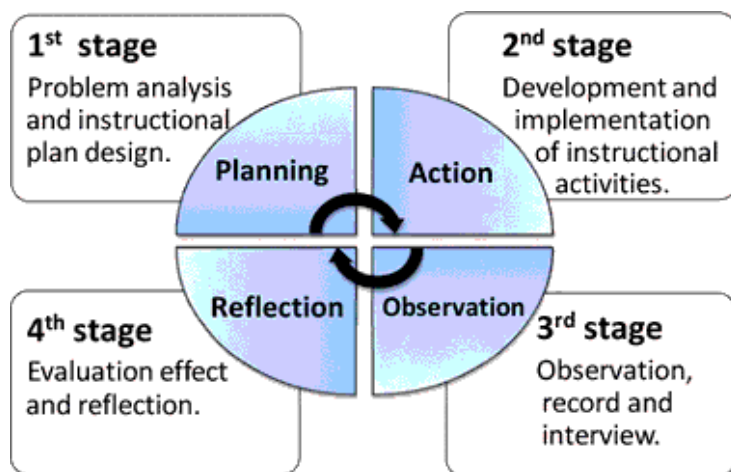 1st stage
Problem analysis
and instructional
plan design.
Planning
2nd stage
Development and
implementation
of instructional
activities.
Action
4th stage
Evaluation effect
and reflection.
Reflection
3rd stage
Observation,
record and
interview.
Observation